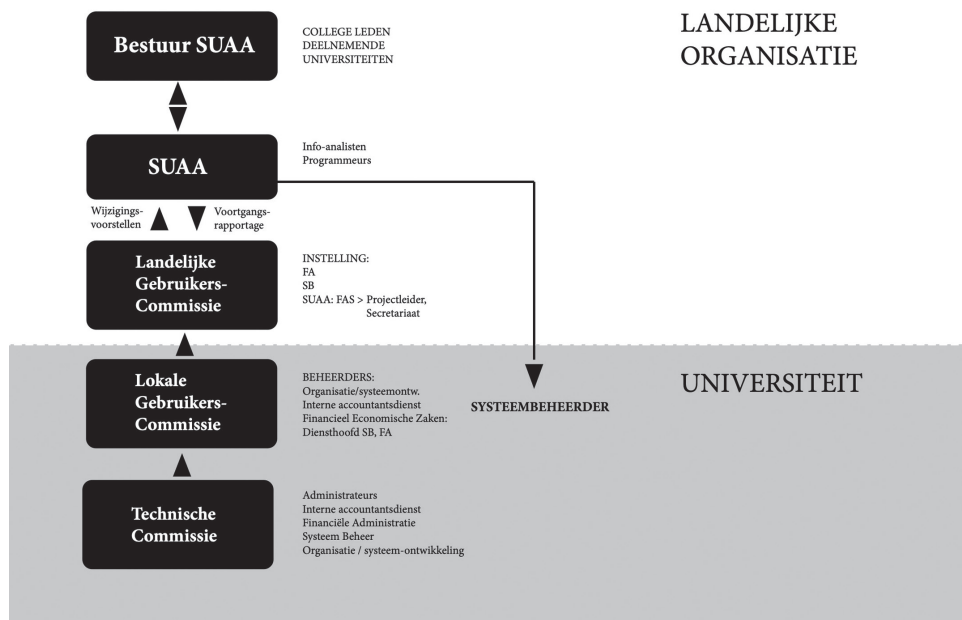 Bestuur SUAA
COLLEGE LEDEN
DEELNEMENDE
UNIVERSITEITEN
LANDELIJKE
ORGANISATIE
SUAA
Info-analisten
Programmeurs
Wijzigings-
voorstellen
Voortgangs-
rapportage
Landelijke
Gebruikers-
Commissie
INSTELLING:
FA
SB
SUAA: FAS > Projectleider,
Secretariaat
Lokale
Gebruikers-
Commissie
BEHEERDERS:
Organisatie/systeemontw.
Interne accountantsdienst
Financieel Economische Zaken:
Diensthoofd SB, FA
SYSTEEMBEHEERDER
UNIVERSITEIT
Technische
Commissie
Administrateurs
Interne accountantsdienst
Financiële Administratie
Systeem Beheer
Organisatie / systeem-ontwikkeling